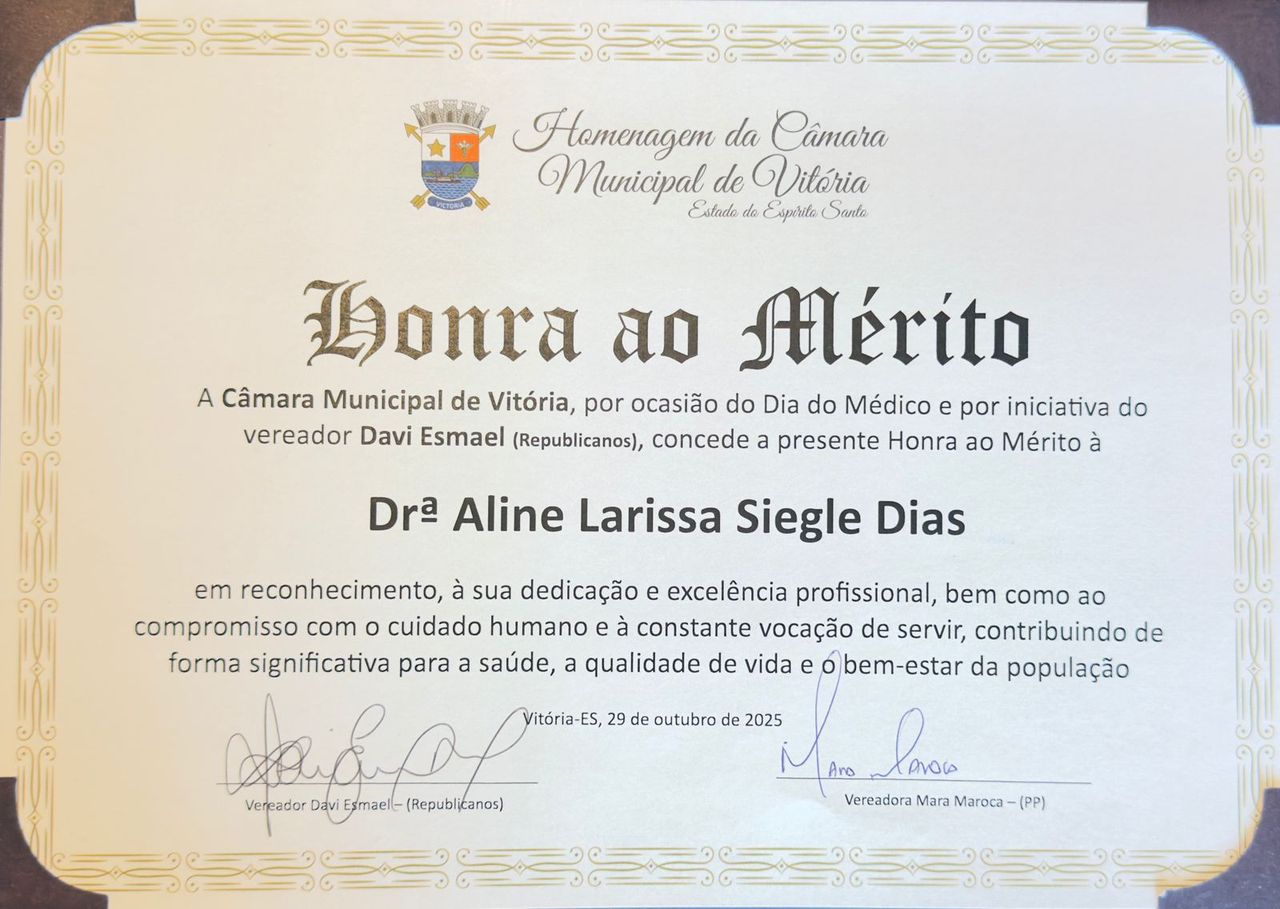 Homenagem da Câmara
Municipal de Vitória
Estado do Espírito Santo
VICTORIA
Honra ao Mérito
A Câmara Municipal de Vitória, por ocasião do Dia do Médico e por iniciativa do
vereador Davi Esmael (Republicanos), concede a presente Honra ao Mérito à
Drª Aline Larissa Siegle Dias
em reconhecimento, à sua dedicação e excelência profissional, bem como ao
compromisso com o cuidado humano e à constante vocação de servir, contribuindo de
forma significativa para a saúde, a qualidade de vida e o bem-estar da população
Vitória-ES, 29 de outubro de 2025
Mara Maroca
Vereador Davi Esmael – (Republicanos)
Vereadora Mara Maroca – (PP)